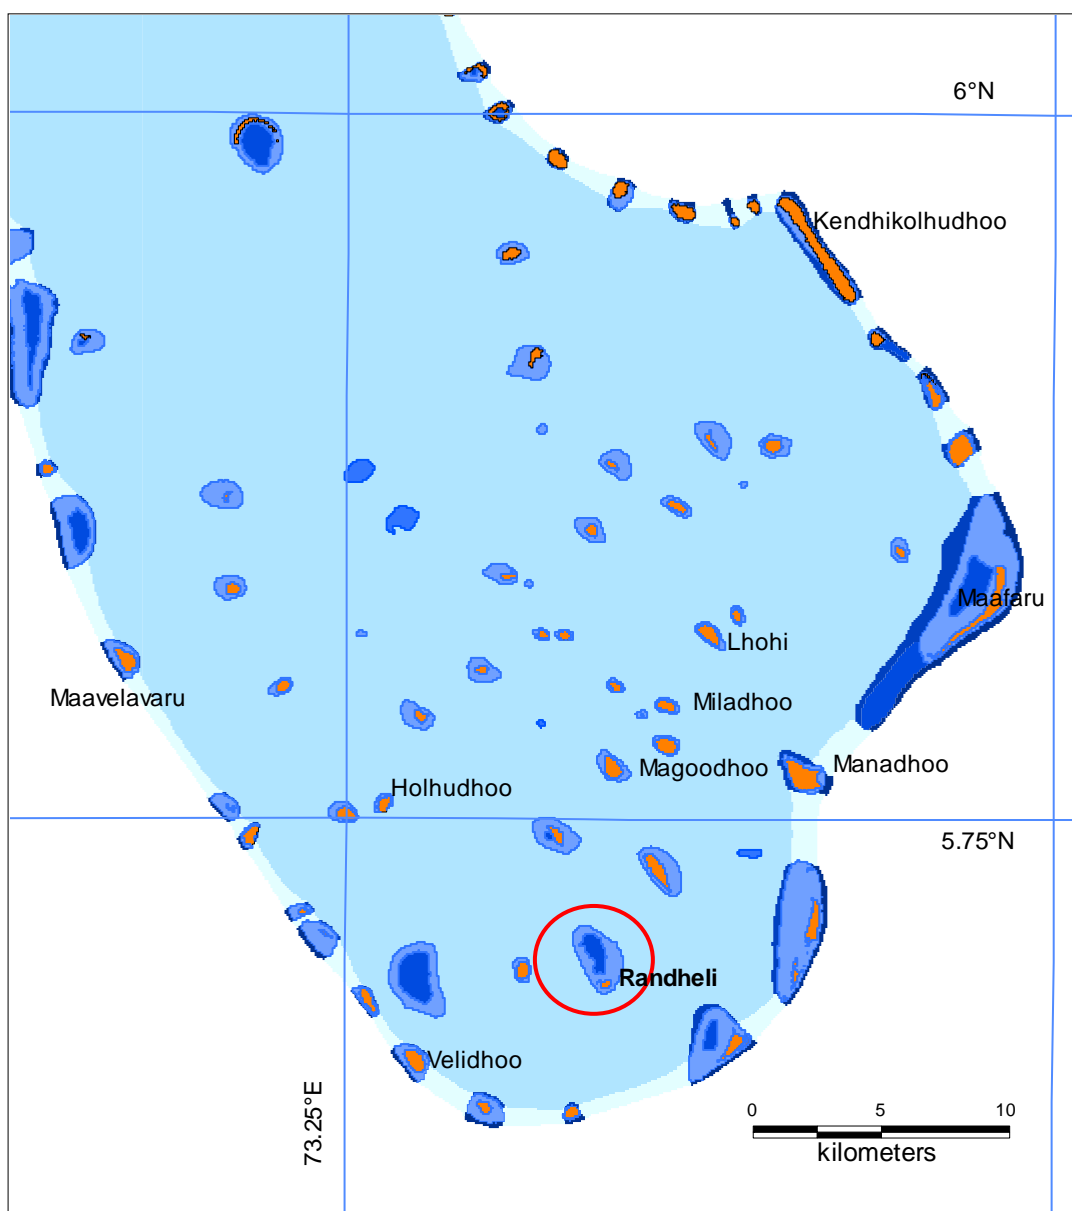 6°N
Kendhikolhudhoo
Maafaru
Lhohi
Maavelavaru
Miladhoo
Magoodhoo
Manadhoo
Holhudhoo
5.75°N
Randheli
Velidhoo
73.25°E
0 5 10
kilometers